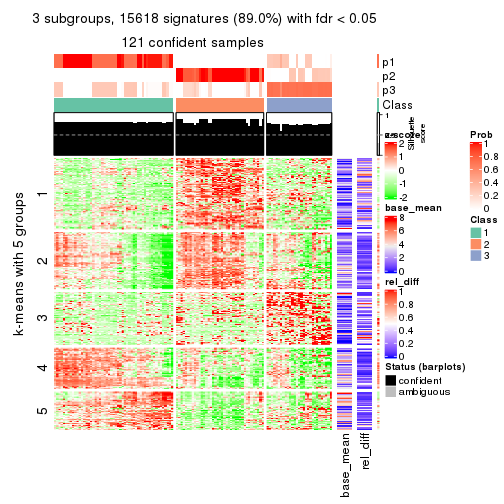 3 subgroups, 15618 signatures (89.0%) with fdr < 0.05
121 confident samples
p1
p2
p3
Class
1
Silhouette
score
k-means with 5 groups
1
2
3
4
5
base_mean
rel_diff
z-score
2
1
0
-1
-2
base_mean
8
6
4
2
0
rel_diff
1
0.8
0.6
0.4
0.2
0
Status (barplots)
confident
ambiguous
Prob
1
0.8
0.6
0.4
0.2
0
Class
1
2
3